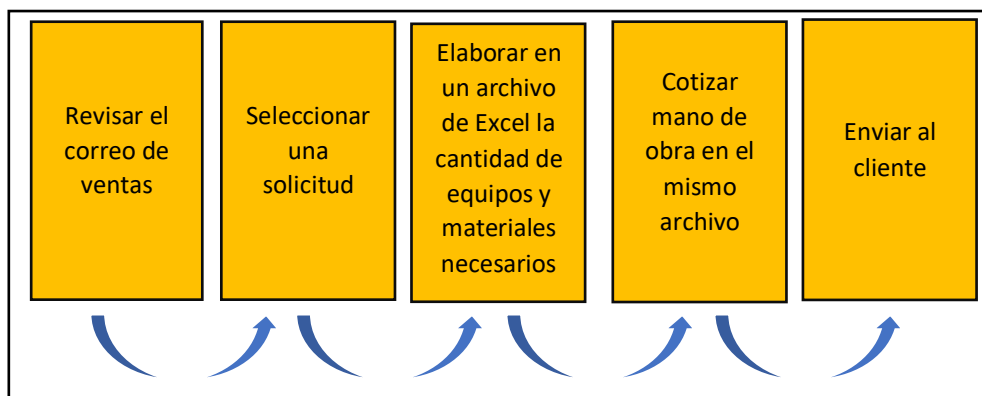 Revisar el
correo de
ventas
Seleccionar
una
solicitud
Elaborar en
un archivo
de Excel la
cantidad de
equipos y
materiales
necesarios
Cotizar
mano de
obra en el
mismo
archivo
Enviar al
cliente